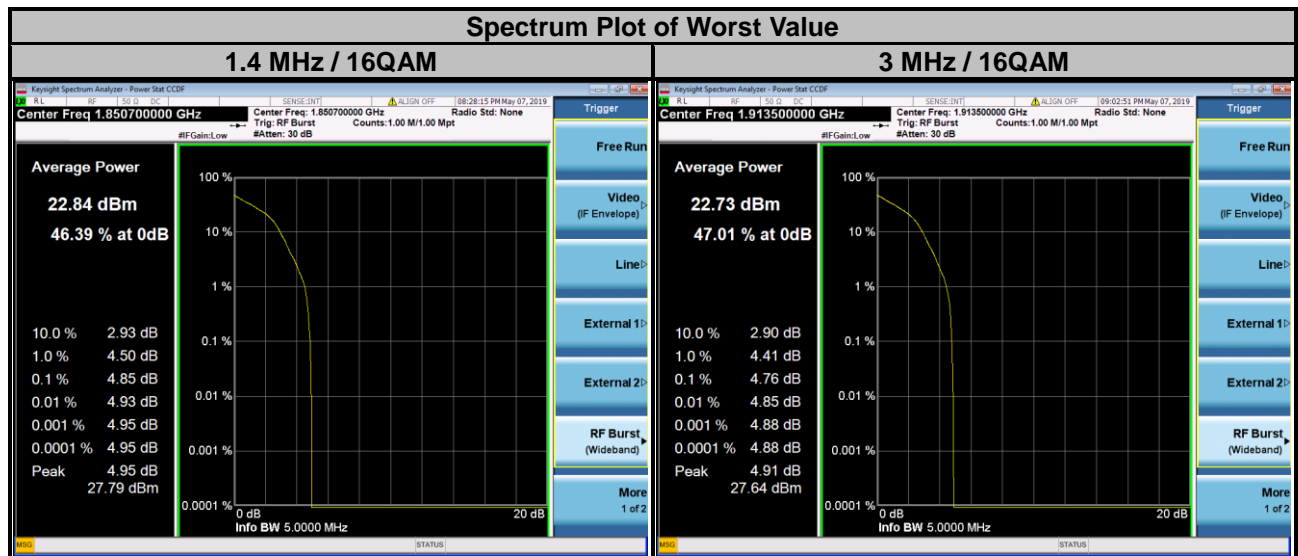 Spectrum Plot of Worst Value
1.4 MHz / 16QAM
Keysight Spectrum Analyzer - Power Stat CCDF
LXI RL RF 50 Ω DC SENSE:INT ALIGN OFF 08:28:15 PM May 07, 2019
Center Freq 1.850700000 GHz
Center Freq: 1.850700000 GHz Radio Std: None
Trig: RF Burst Counts:1.00 M/1.00 Mpt
#IFGain:Low #Atten: 30 dB
Average Power
22.84 dBm
46.39 % at 0dB
10.0 % 2.93 dB
1.0 % 4.50 dB
0.1 % 4.85 dB
0.01 % 4.93 dB
0.001 % 4.95 dB
0.0001 % 4.95 dB
Peak 4.95 dB
27.79 dBm
100 %
10 %
1 %
0.1 %
0.01 %
0.001 %
0.0001 %
0 dB 20 dB
Info BW 5.0000 MHz
Trigger
Free Run
Video
(IF Envelope)
Line
External 1
External 2
RF Burst
(Wideband)
More
1 of 2
MSG STATUS
3 MHz / 16QAM
Keysight Spectrum Analyzer - Power Stat CCDF
LXI RL RF 50 Ω DC SENSE:INT ALIGN OFF 09:02:51 PM May 07, 2019
Center Freq 1.913500000 GHz
Center Freq: 1.913500000 GHz Radio Std: None
Trig: RF Burst Counts:1.00 M/1.00 Mpt
#IFGain:Low #Atten: 30 dB
Average Power
22.73 dBm
47.01 % at 0dB
10.0 % 2.90 dB
1.0 % 4.41 dB
0.1 % 4.76 dB
0.01 % 4.85 dB
0.001 % 4.88 dB
0.0001 % 4.88 dB
Peak 4.91 dB
27.64 dBm
100 %
10 %
1 %
0.1 %
0.01 %
0.001 %
0.0001 %
0 dB 20 dB
Info BW 5.0000 MHz
Trigger
Free Run
Video
(IF Envelope)
Line
External 1
External 2
RF Burst
(Wideband)
More
1 of 2
MSG STATUS